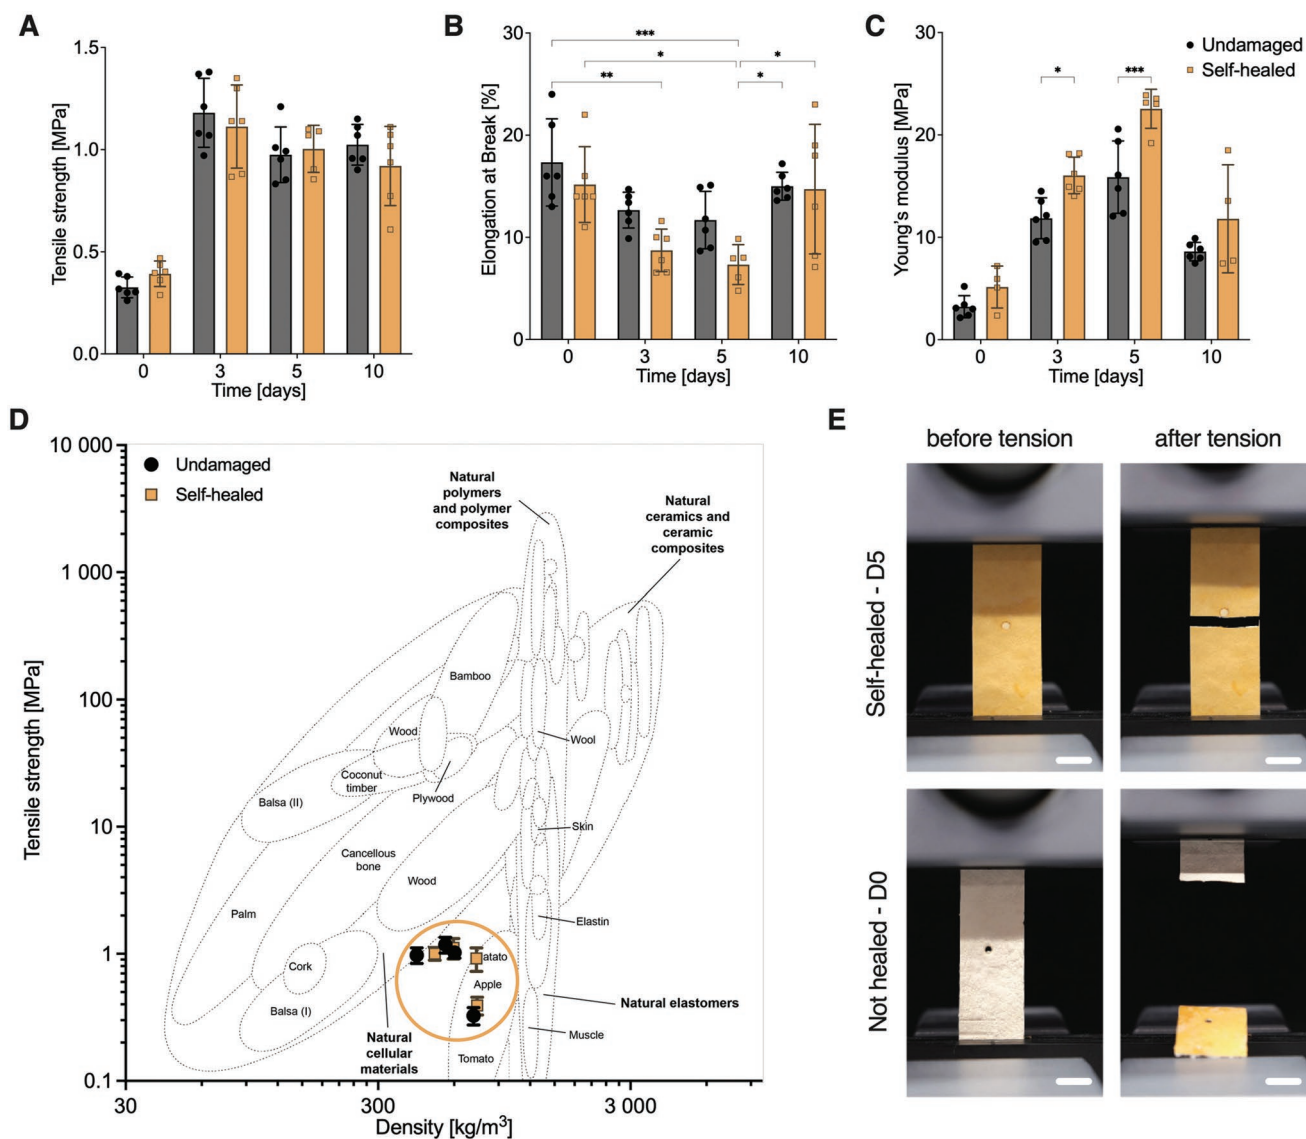 A
Tensile strength [MPa]
1.5
1.0
0.5
0.0
0 3 5 10
Time [days]
B
Elongation at Break [%]
30
20
10
0
***
*
*
**
*
0 3 5 10
Time [days]
C
Young's modulus [MPa]
30
20
10
0
*
***
Undamaged
Self-healed
0 3 5 10
Time [days]
D
Tensile strength [MPa]
10 000
1 000
100
10
1
0.1
Undamaged
Self-healed
Natural
polymers
and polymer
composites
Natural
ceramics and
ceramic
composites
Bamboo
Wood
Wool
Coconut
timber
Balsa (II)
Plywood
Skin
Cancellous
bone
Wood
Palm
Elastin
Cork
atato
Apple
Balsa (I)
Natural elastomers
Natural
cellular
materials
Muscle
Tomato
30 300 3 000
Density [kg/m³]
E
before tension after tension
Self-healed - D5
Not healed - D0